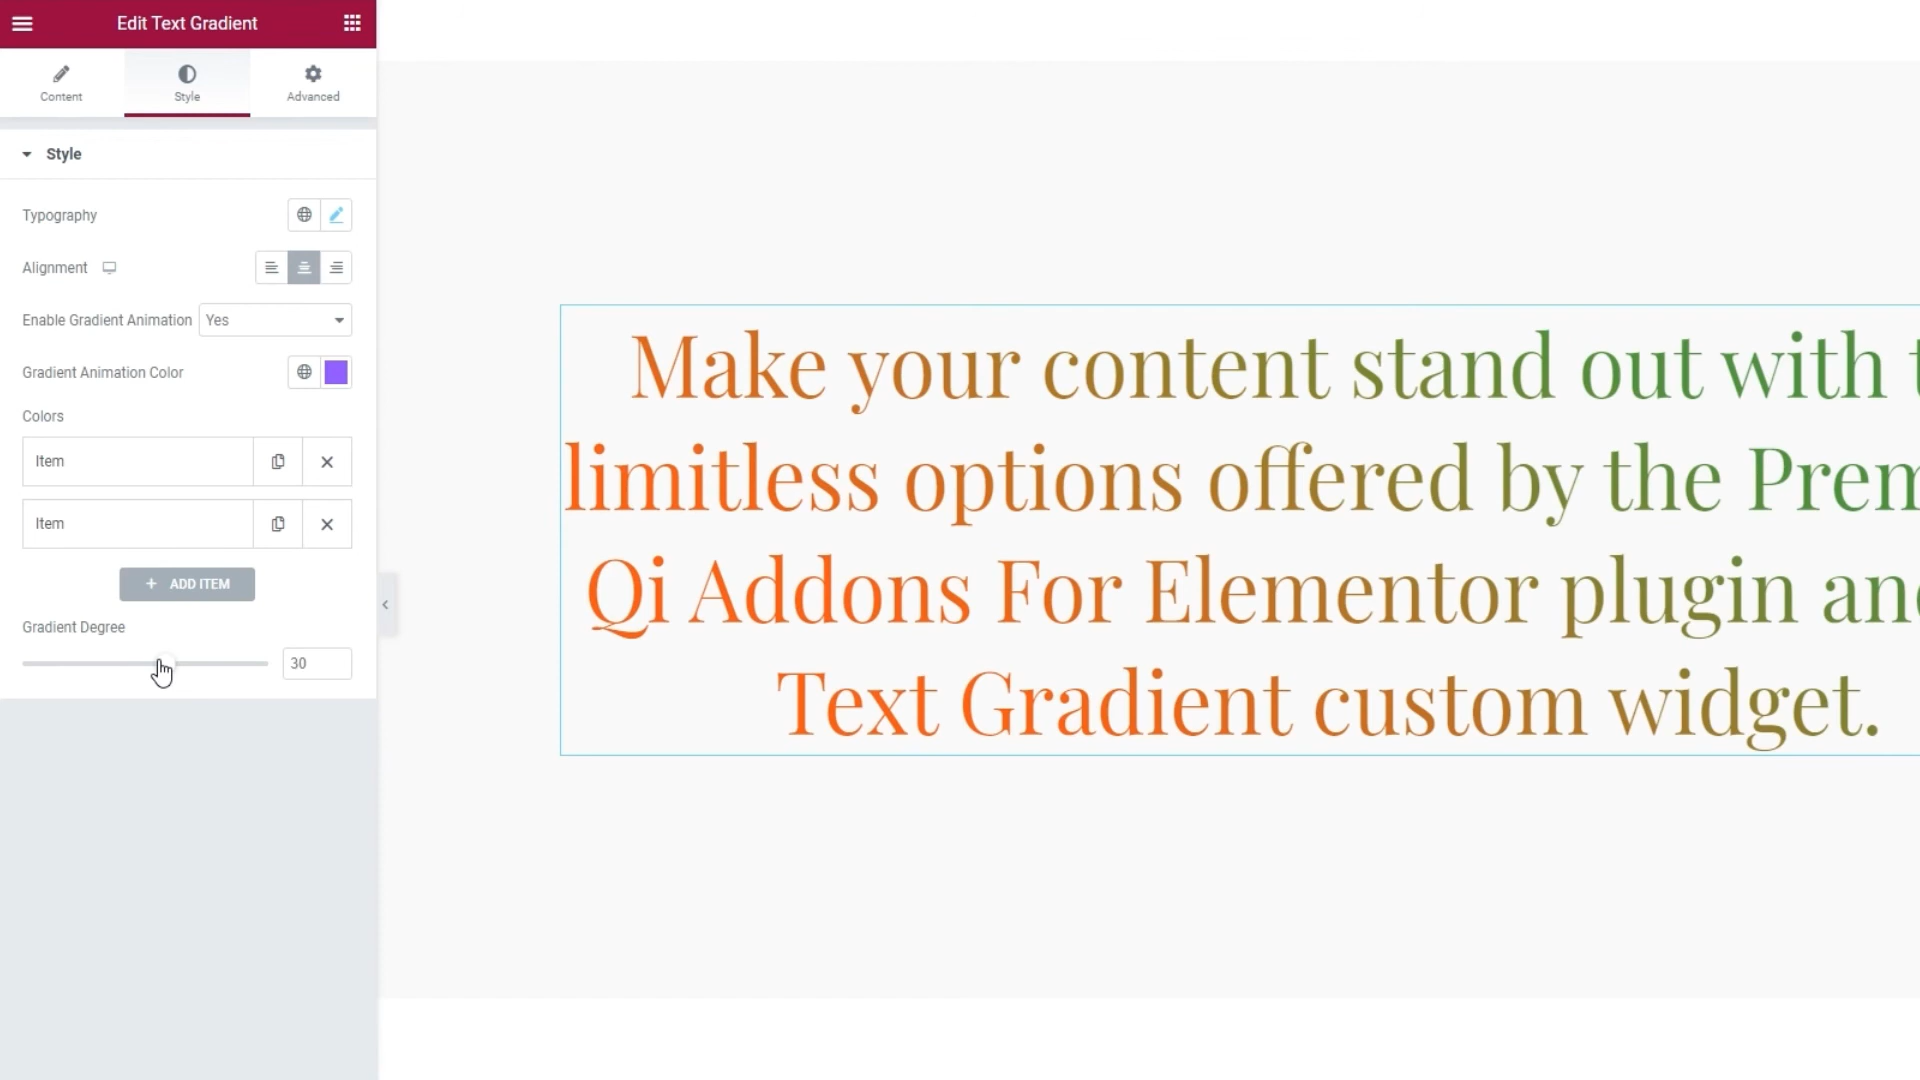 Edit Text Gradient
Content
Style
Advanced
Style
Typography
Alignment
Enable Gradient Animation Yes
Gradient Animation Color
Colors
Item
Item
+ ADD ITEM
Gradient Degree
30
Make your content stand out with t
limitless options offered by the Prem
Qi Addons For Elementor plugin and
Text Gradient custom widget.